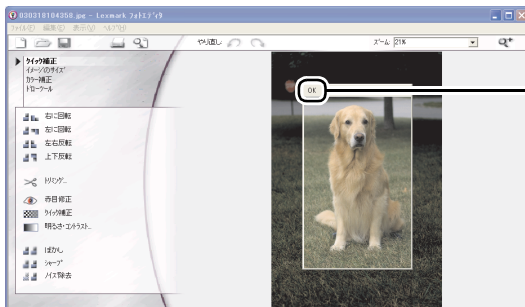 030318104358.jpg - Lexmark フォトエディタ
ファイル(F) 編集(E) 表示(V) ヘルプ(H)
やり直し ズーム: 21%
クイック補正
イメージのサイズ
カラー補正
ドローツール
OK
右に回転
左に回転
左右反転
上下反転
トリミング...
赤目修正
クイック補正
明るさ・コントラスト...
ぼかし
シャープ
ノイズ除去